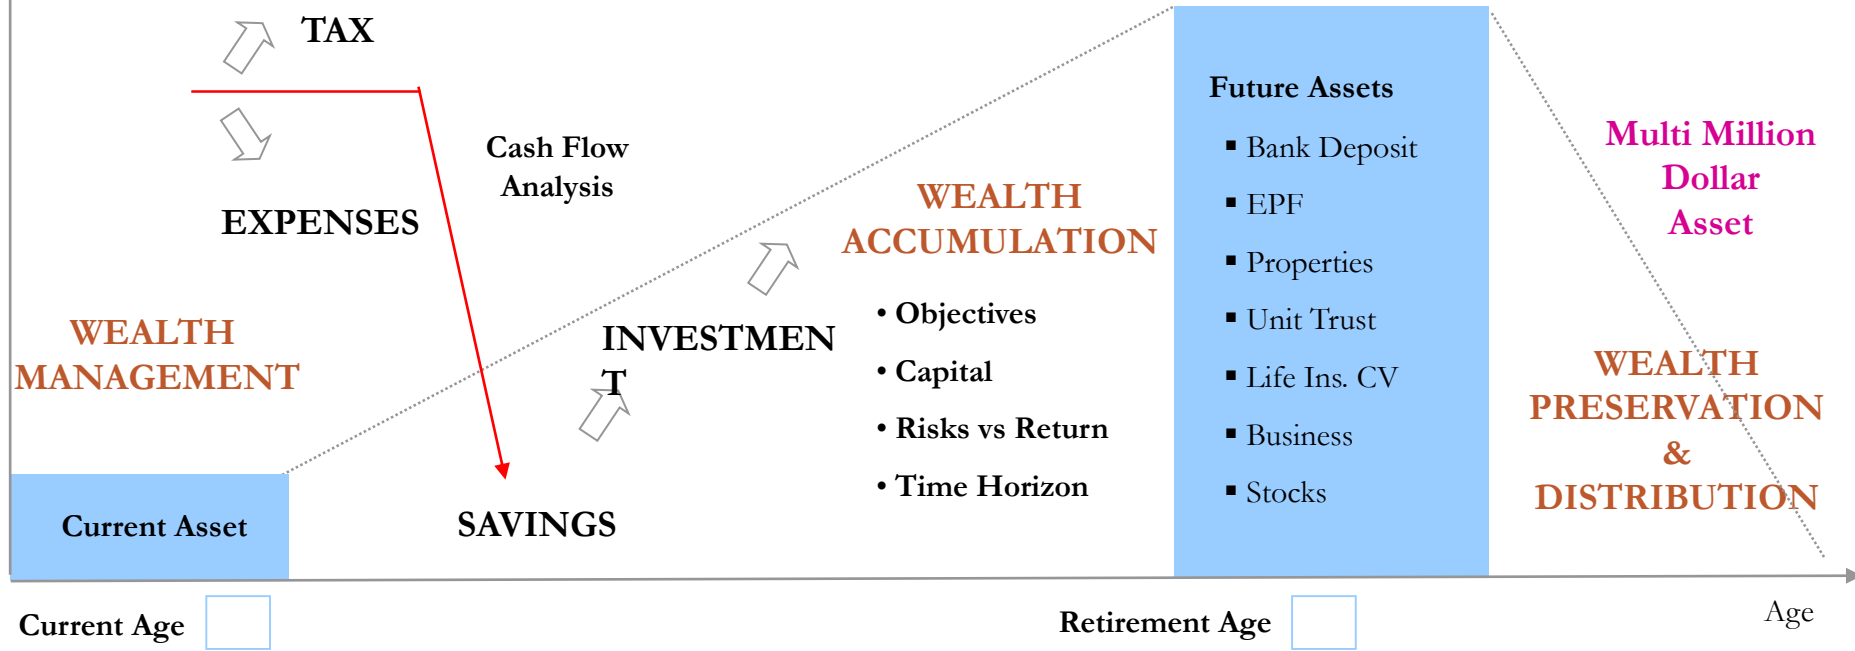 TAX
EXPENSES
Cash Flow
Analysis
WEALTH
MANAGEMENT
Current Asset
SAVINGS
INVESTMEN
T
WEALTH
ACCUMULATION
• Objectives
• Capital
• Risks vs Return
• Time Horizon
Future Assets
▪ Bank Deposit
▪ EPF
▪ Properties
▪ Unit Trust
▪ Life Ins. CV
▪ Business
▪ Stocks
Multi Million
Dollar
Asset
WEALTH
PRESERVATION
&
DISTRIBUTION
Current Age
Retirement Age
Age